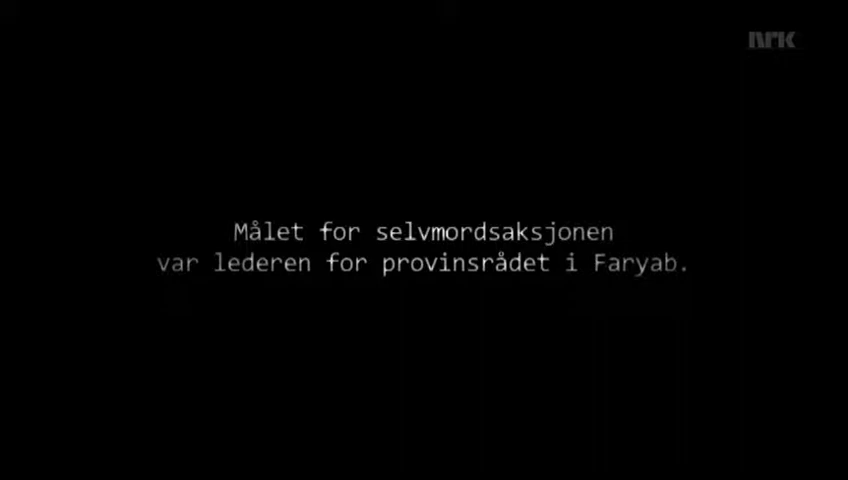 nrk
Målet for selvmordsaksjonen
var lederen for provinsrådet i Faryab.